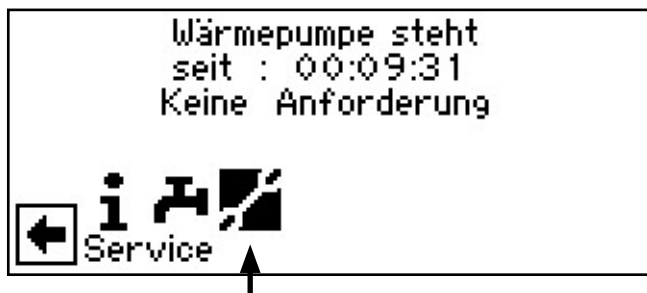 Wärmepumpe steht
seit : 00:09:31
Keine Anforderung
Service